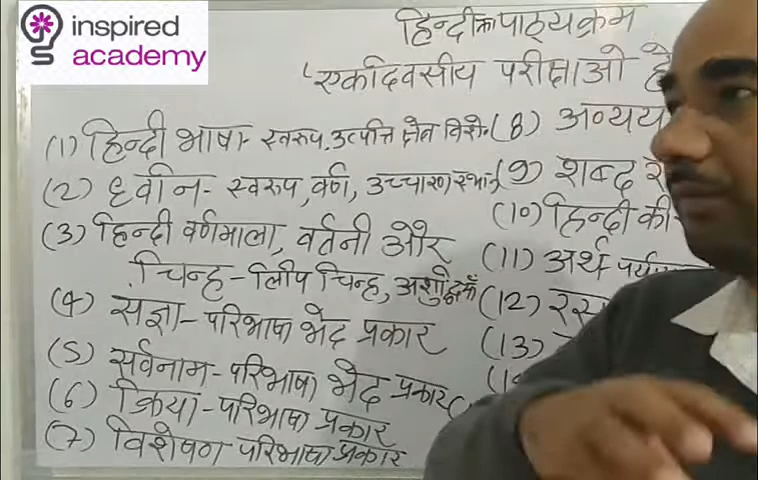 inspired
academy
हिन्दी का पाठ्यक्रम
एकदिवसीय परीक्षाओ
(1) हिन्दी भाषा- स्वरूप, उत्पत्ति क्षेत्र
(2) ध्वनि- स्वरूप, वर्ण, उच्चारण स्थान
(3) हिन्दी वर्णमाला, वर्तनी और
चिन्ह - लिपि चिन्ह,
(4) सज्ञा - परिभाषा भेद प्रकार
(5) सर्वनाम - परिभाषा भेद प्रकार
(6) क्रिया - परिभाषा प्रकार
(7) विशेषण परिभाषा प्रकार
(8) अव्यय
(9) शब्द
(10) हिन्दी की
(11) अर्थ-
(12) रस
(13)